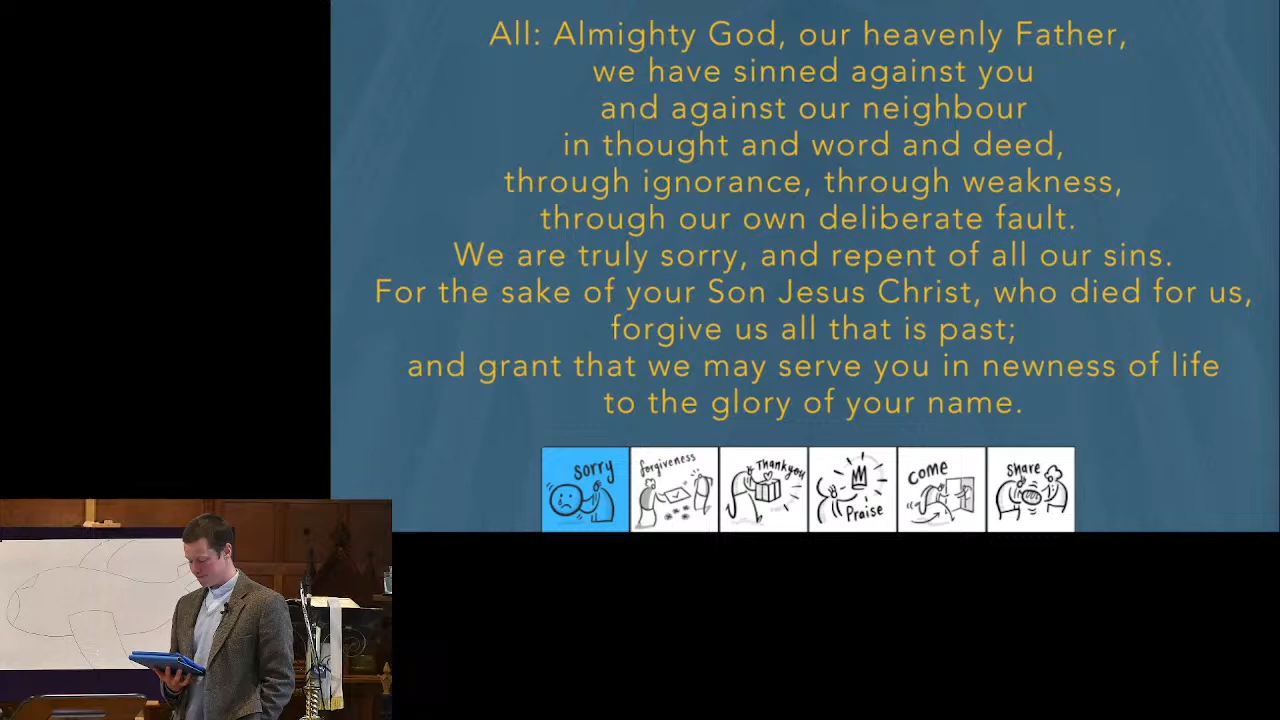 All: Almighty God, our heavenly Father,
we have sinned against you
and against our neighbour
in thought and word and deed,
through ignorance, through weakness,
through our own deliberate fault.
We are truly sorry, and repent of all our sins.
For the sake of your Son Jesus Christ, who died for us,
forgive us all that is past;
and grant that we may serve you in newness of life
to the glory of your name.
sorry
forgiveness
Thankyou
Praise
come
share